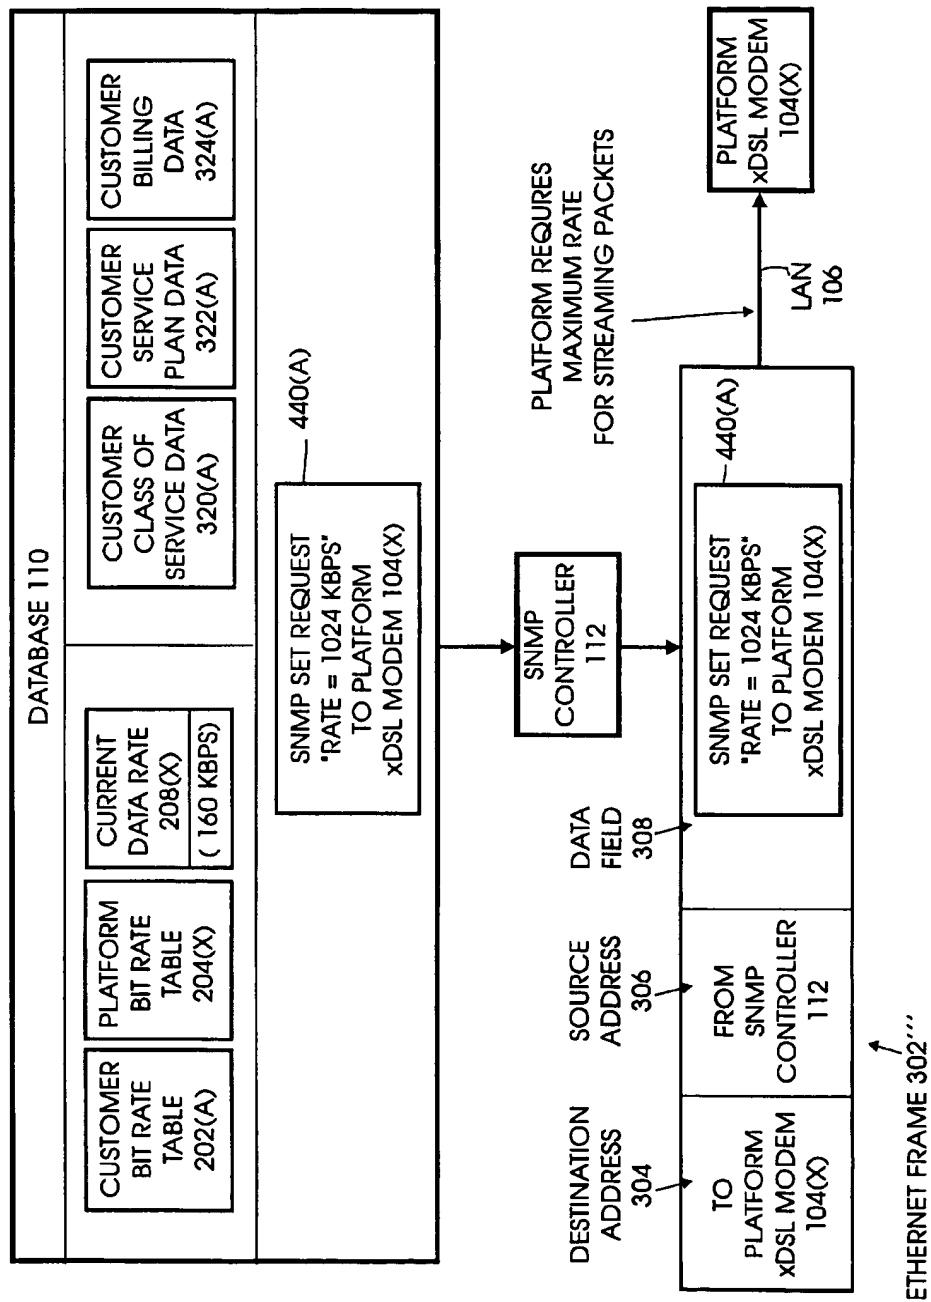 DATABASE 110
CUSTOMER
BIT RATE
TABLE
202(A)
PLATFORM
BIT RATE
TABLE
204(X)
CURRENT
DATA RATE
208(X)
( 160 KBPS)
CUSTOMER
CLASS OF
SERVICE DATA
320(A)
CUSTOMER
SERVICE
PLAN DATA
322(A)
CUSTOMER
BILLING
DATA
324(A)
SNMP SET REQUEST
"RATE = 1024 KBPS"
TO PLATFORM
xDSL MODEM 104(X)
440(A)
SNMP
CONTROLLER
112
PLATFORM REQURES
MAXIMUM RATE
FOR STREAMING PACKETS
DESTINATION
ADDRESS
304
SOURCE
ADDRESS
306
DATA
FIELD
308
440(A)
TO
PLATFORM
xDSL MODEM
104(X)
FROM
SNMP
CONTROLLER
112
SNMP SET REQUEST
"RATE = 1024 KBPS"
TO PLATFORM
xDSL MODEM 104(X)
LAN
106
PLATFORM
xDSL MODEM
104(X)
ETHERNET FRAME 302'''